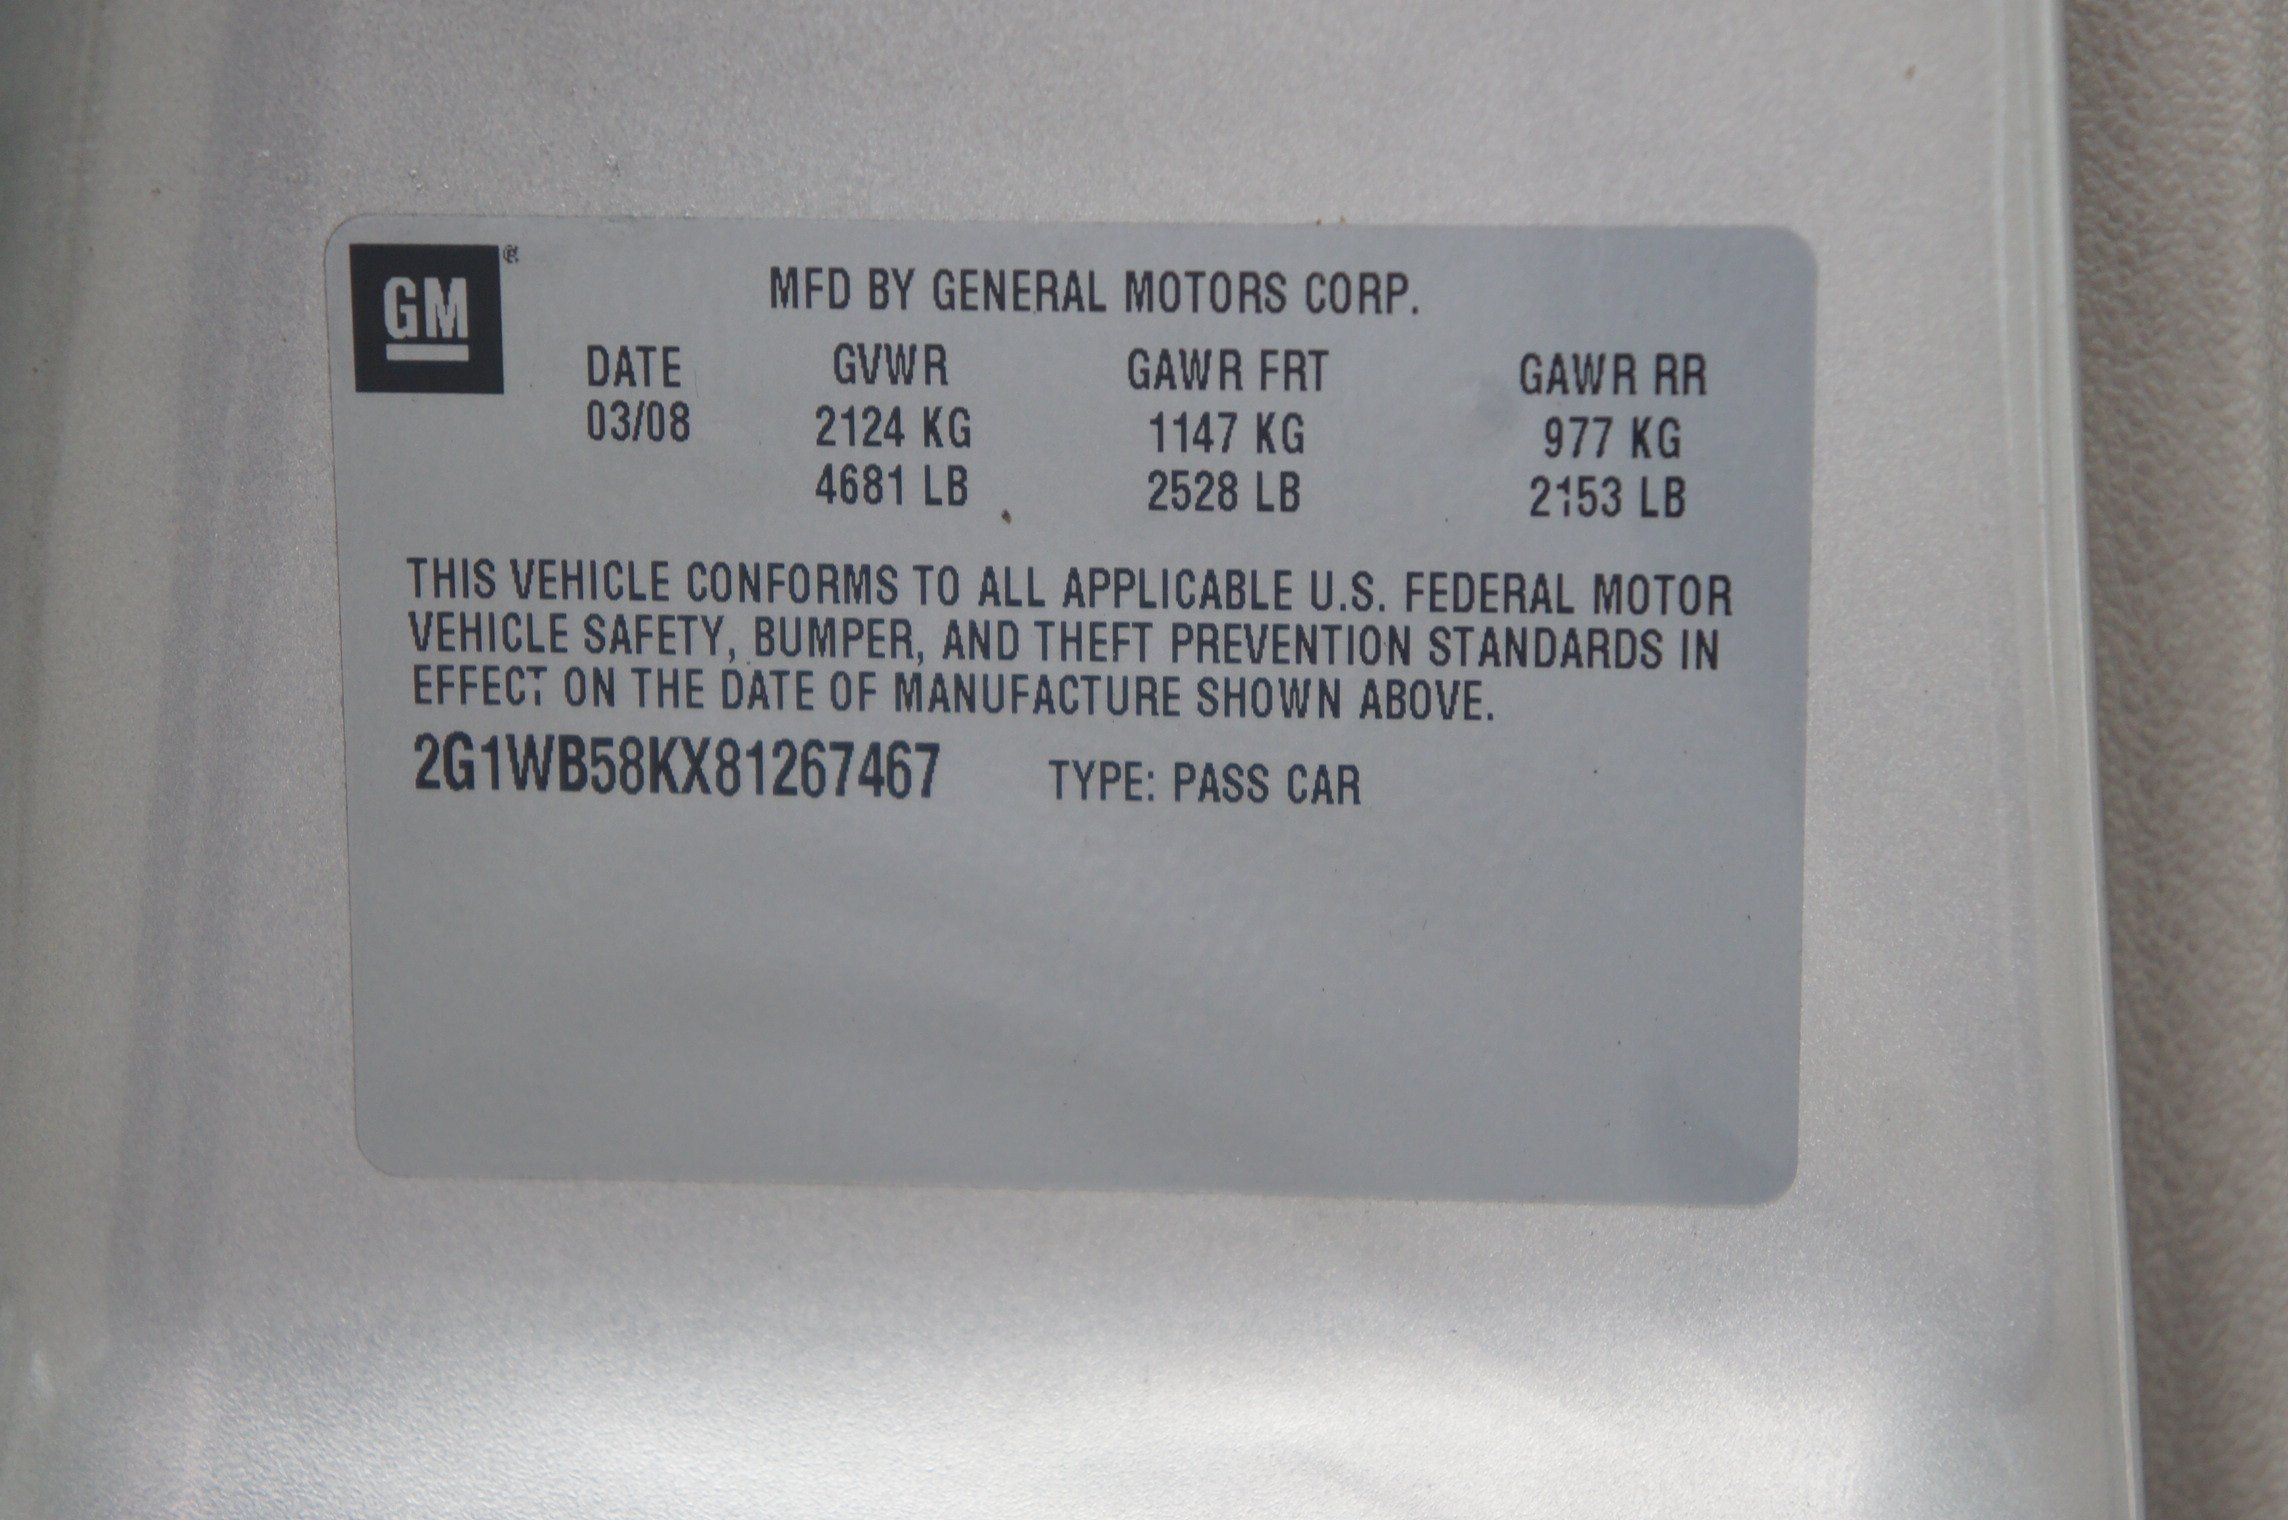 GM
MFD BY GENERAL MOTORS CORP.
DATE GVWR GAWR FRT GAWR RR
03/08 2124 KG 1147 KG 977 KG
4681 LB 2528 LB 2153 LB
THIS VEHICLE CONFORMS TO ALL APPLICABLE U.S. FEDERAL MOTOR
VEHICLE SAFETY, BUMPER, AND THEFT PREVENTION STANDARDS IN
EFFECT ON THE DATE OF MANUFACTURE SHOWN ABOVE.
2G1WB58KX81267467 TYPE: PASS CAR